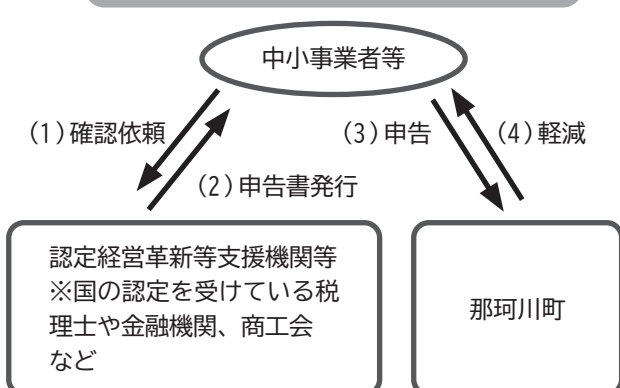 中小事業者等
(1)確認依頼
(3)申告
(4)軽減
(2)申告書発行
認定経営革新等支援機関等
※国の認定を受けている税
理士や金融機関、商工会
など
那珂川町